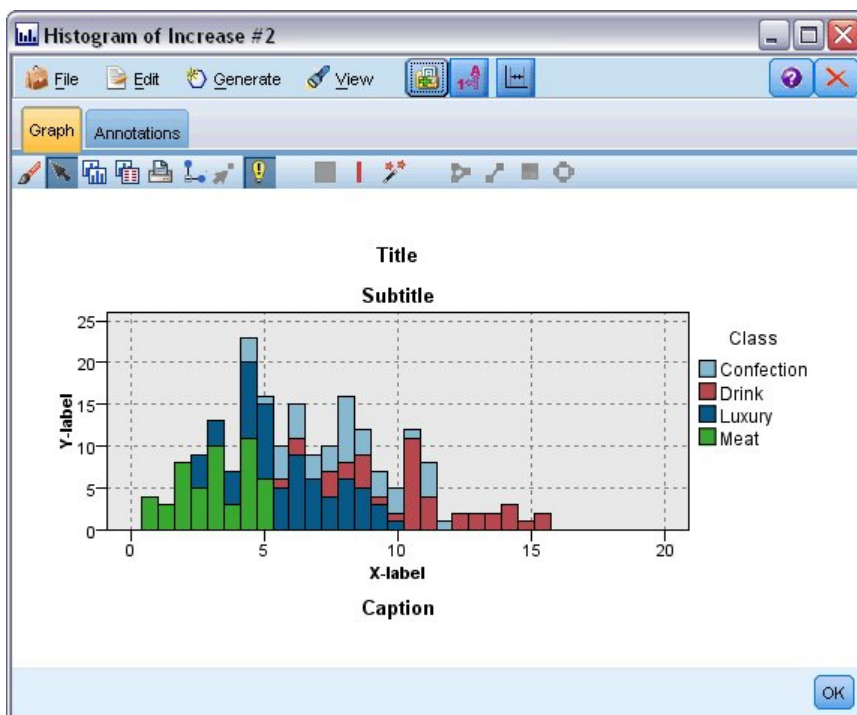 Histogram of Increase #2
File Edit Generate View
Graph Annotations
Title
Subtitle
25
20
15
10
5
0
Y-label
0 5 10 15 20
X-label
Caption
Class
Confection
Drink
Luxury
Meat
OK